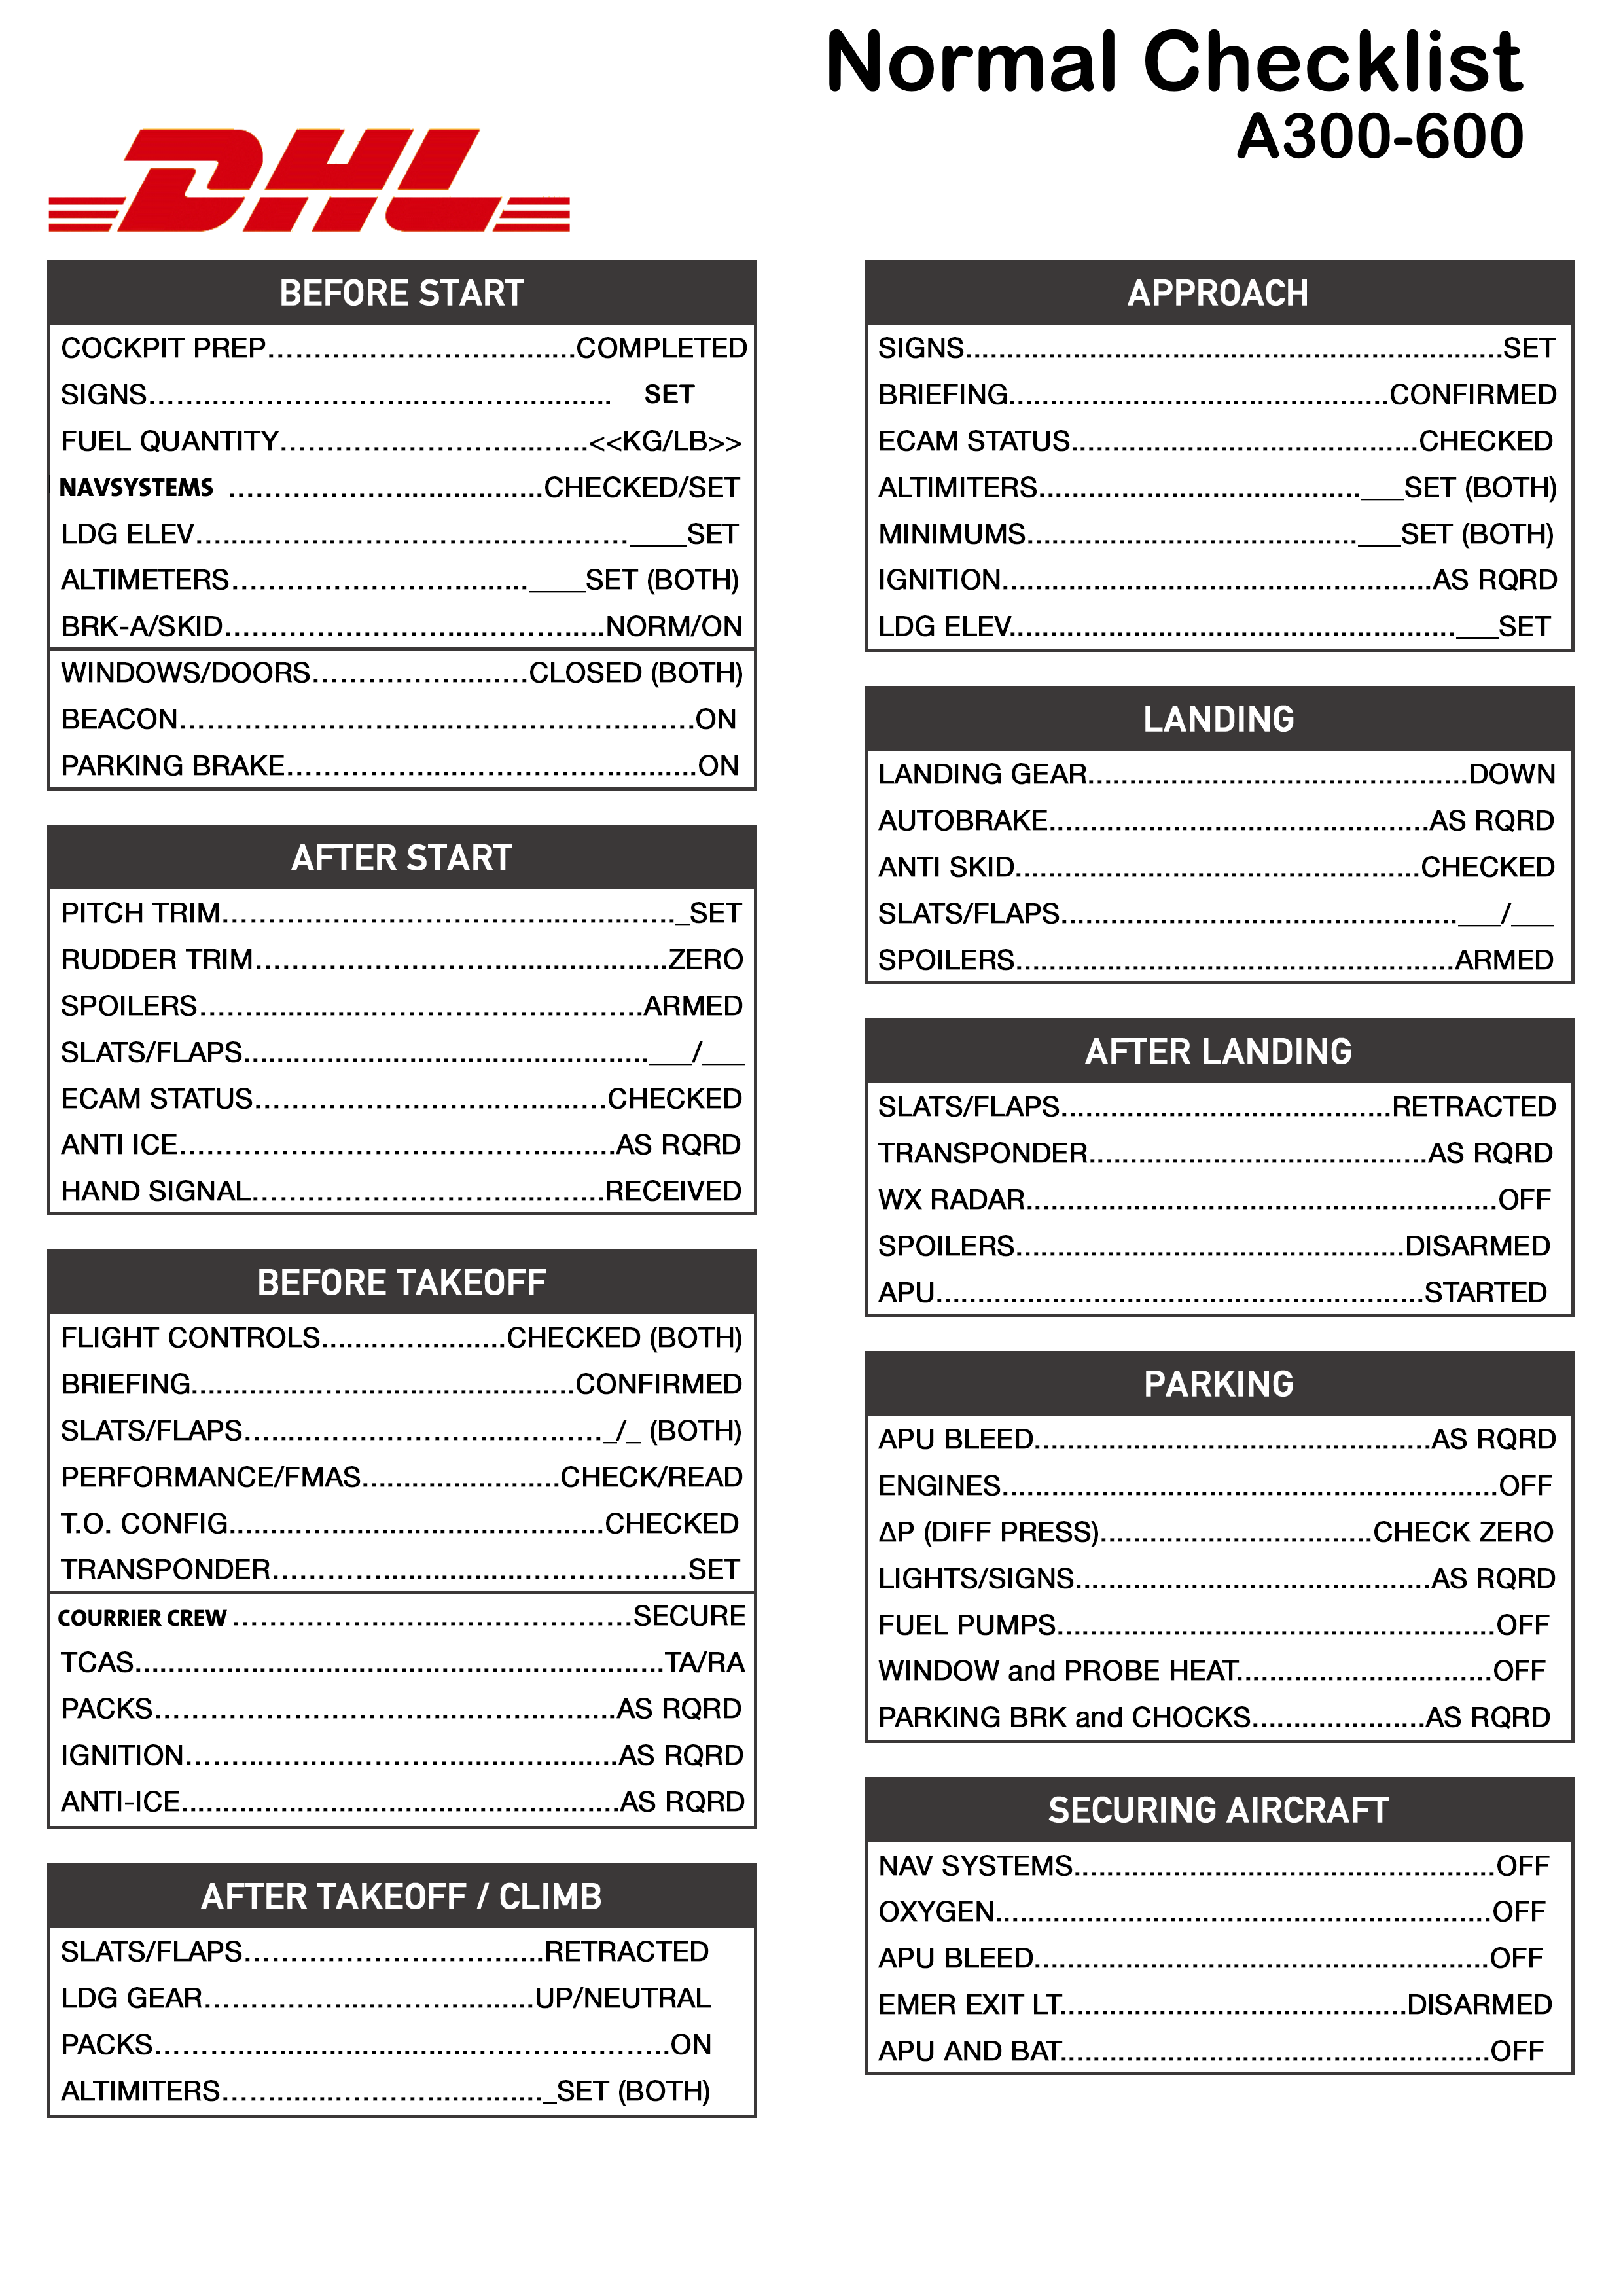 Normal Checklist
A300-600
DHL
BEFORE START
COCKPIT PREP..............................COMPLETED
SIGNS.................................................. SET
FUEL QUANTITY..............................<<KG/LB>>
NAVSYSTEMS ..............................CHECKED/SET
LDG ELEV..............................____SET
ALTIMETERS..............................____SET (BOTH)
BRK-A/SKID..............................NORM/ON
WINDOWS/DOORS..............................CLOSED (BOTH)
BEACON..............................ON
PARKING BRAKE..............................ON
AFTER START
PITCH TRIM.............................._SET
RUDDER TRIM..............................ZERO
SPOILERS..............................ARMED
SLATS/FLAPS..............................___/___
ECAM STATUS..............................CHECKED
ANTI ICE..............................AS RQRD
HAND SIGNAL..............................RECEIVED
BEFORE TAKEOFF
FLIGHT CONTROLS......................CHECKED (BOTH)
BRIEFING..............................CONFIRMED
SLATS/FLAPS.............................._/_ (BOTH)
PERFORMANCE/FMAS........................CHECK/READ
T.O. CONFIG..............................CHECKED
TRANSPONDER..............................SET
COURRIER CREW ..............................SECURE
TCAS..............................TA/RA
PACKS..............................AS RQRD
IGNITION..............................AS RQRD
ANTI-ICE..............................AS RQRD
AFTER TAKEOFF / CLIMB
SLATS/FLAPS..............................RETRACTED
LDG GEAR..............................UP/NEUTRAL
PACKS..............................ON
ALTIMITERS.............................._SET (BOTH)
APPROACH
SIGNS..............................SET
BRIEFING..............................CONFIRMED
ECAM STATUS..............................CHECKED
ALTIMITERS..............................___SET (BOTH)
MINIMUMS..............................___SET (BOTH)
IGNITION..............................AS RQRD
LDG ELEV..............................___SET
LANDING
LANDING GEAR..............................DOWN
AUTOBRAKE..............................AS RQRD
ANTI SKID..............................CHECKED
SLATS/FLAPS..............................___/___
SPOILERS..............................ARMED
AFTER LANDING
SLATS/FLAPS..............................RETRACTED
TRANSPONDER..............................AS RQRD
WX RADAR..............................OFF
SPOILERS..............................DISARMED
APU..............................STARTED
PARKING
APU BLEED..............................AS RQRD
ENGINES..............................OFF
ΔP (DIFF PRESS)..............................CHECK ZERO
LIGHTS/SIGNS..............................AS RQRD
FUEL PUMPS..............................OFF
WINDOW and PROBE HEAT..............................OFF
PARKING BRK and CHOCKS.....................AS RQRD
SECURING AIRCRAFT
NAV SYSTEMS..............................OFF
OXYGEN..............................OFF
APU BLEED..............................OFF
EMER EXIT LT..............................DISARMED
APU AND BAT..............................OFF